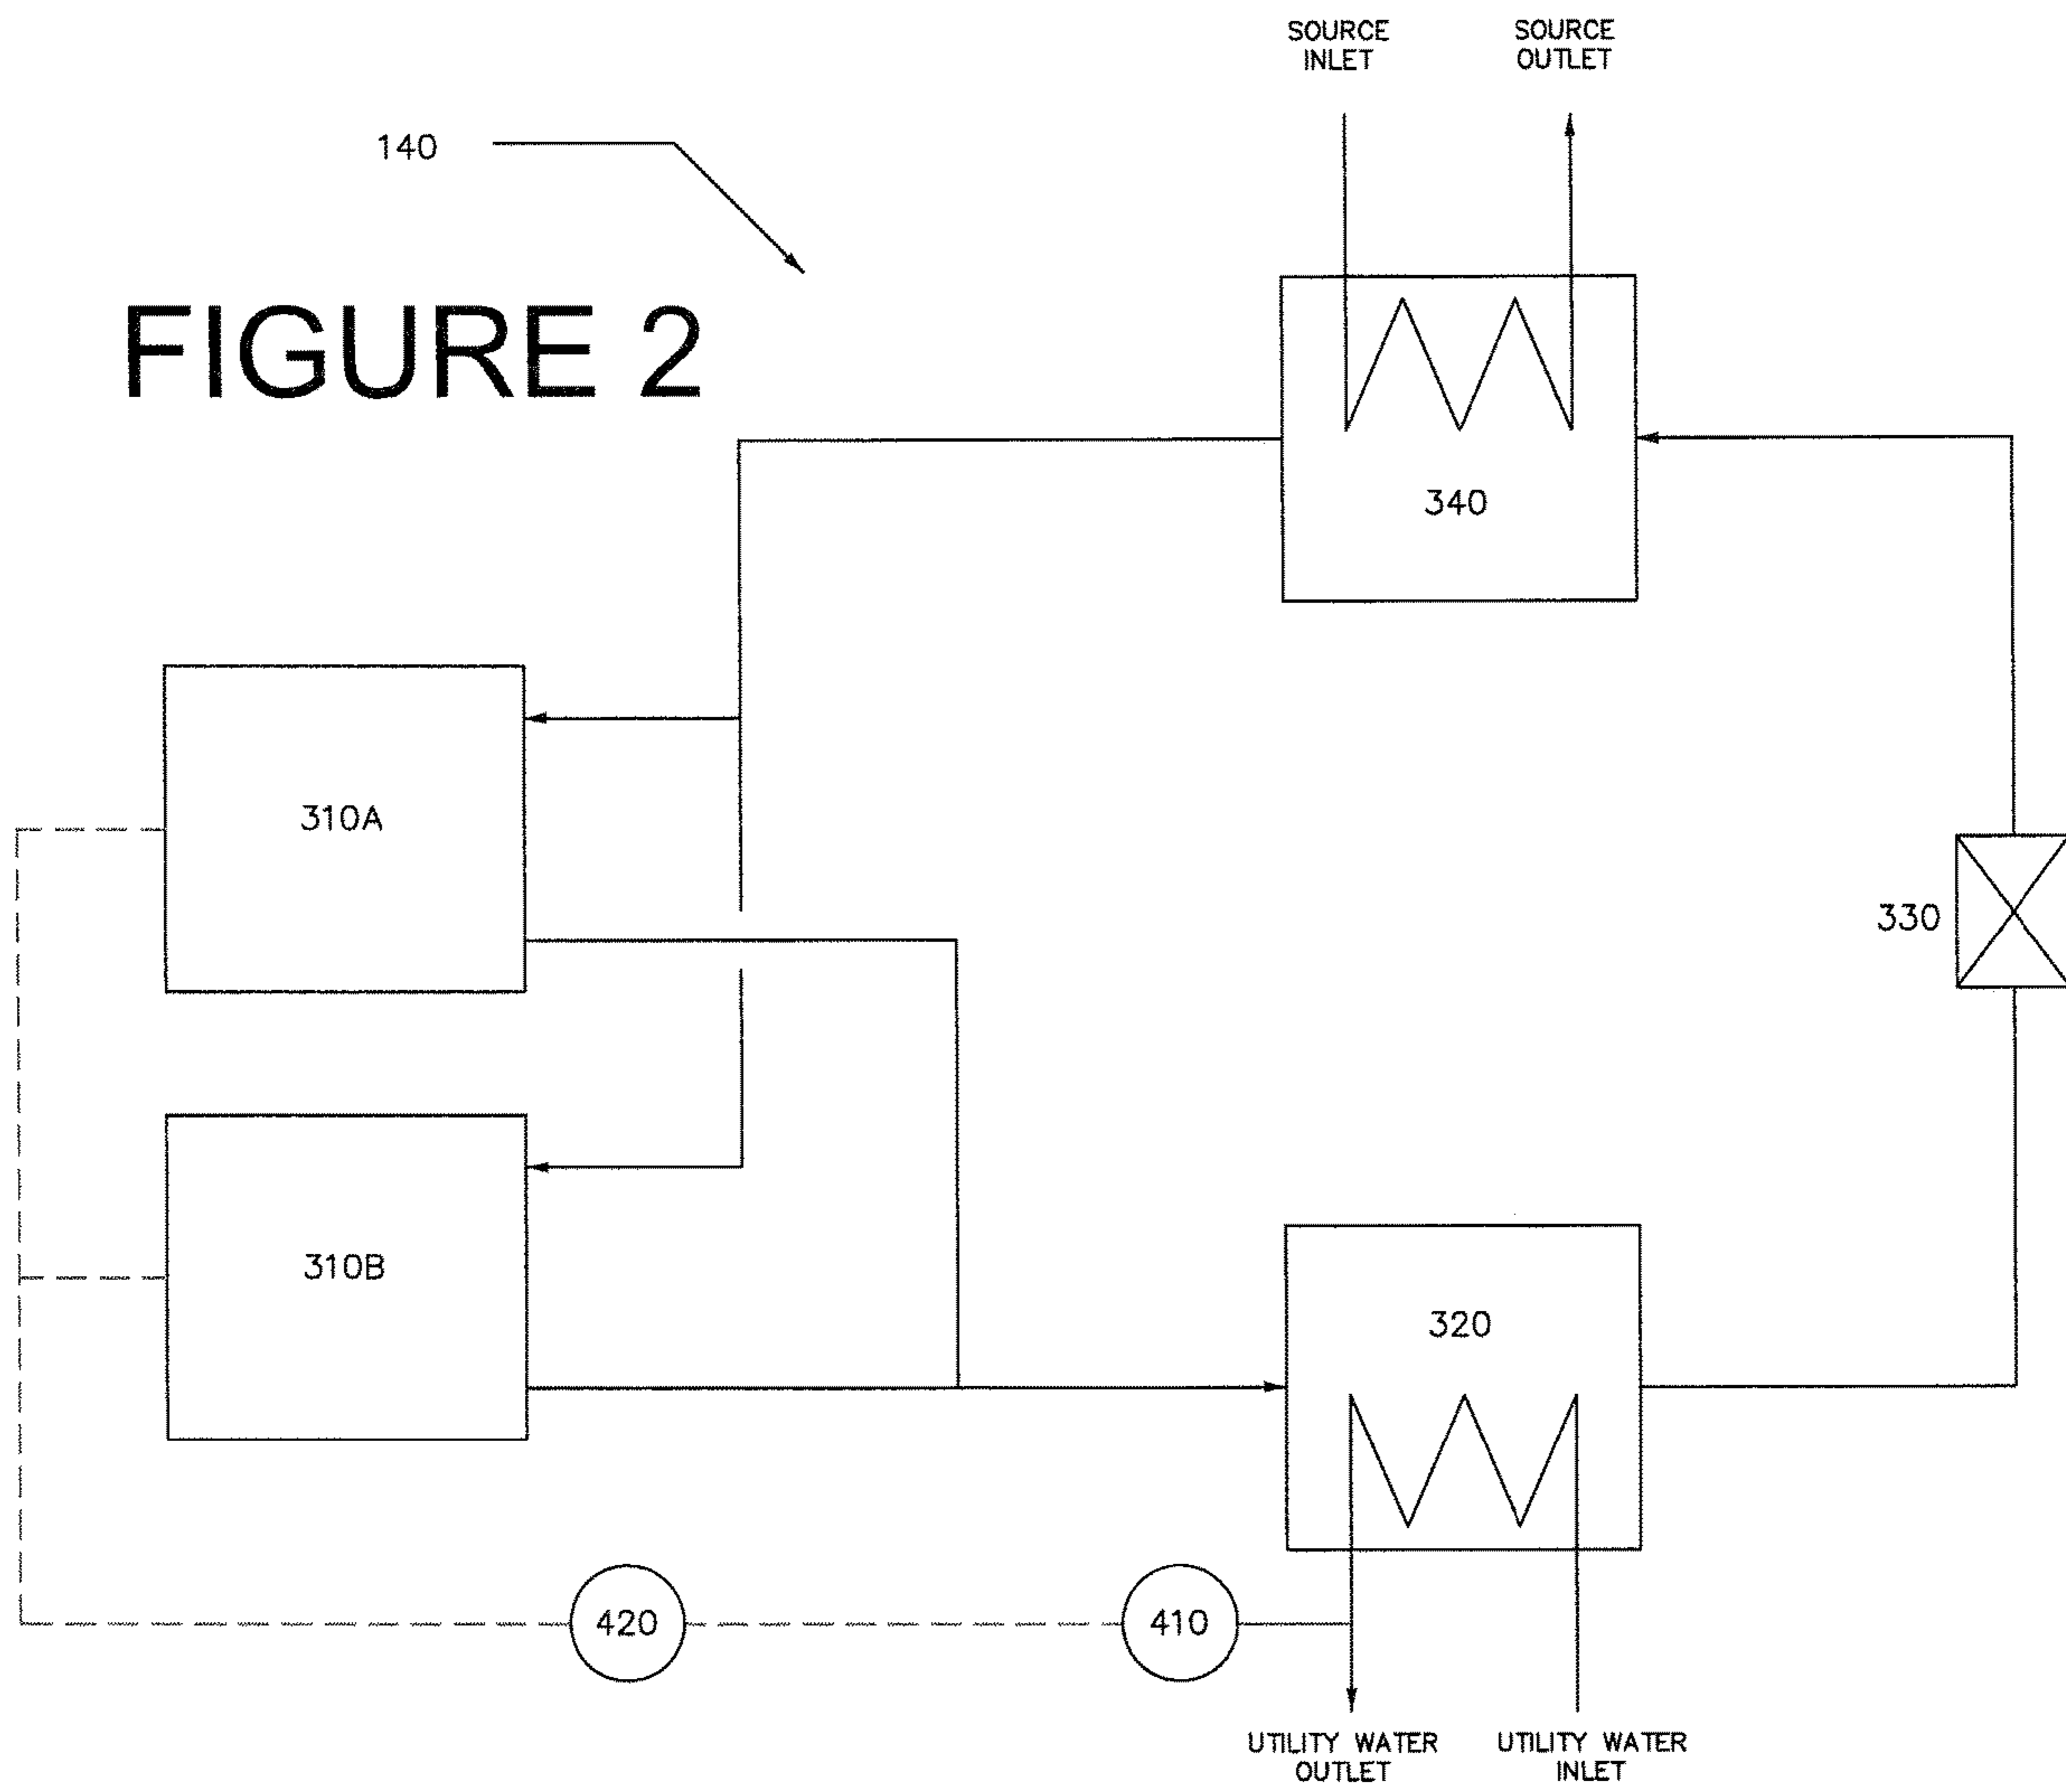 SOURCE
INLET
SOURCE
OUTLET
140
FIGURE 2
340
310A
330
310B
320
420
410
UTILITY WATER
OUTLET
UTILITY WATER
INLET